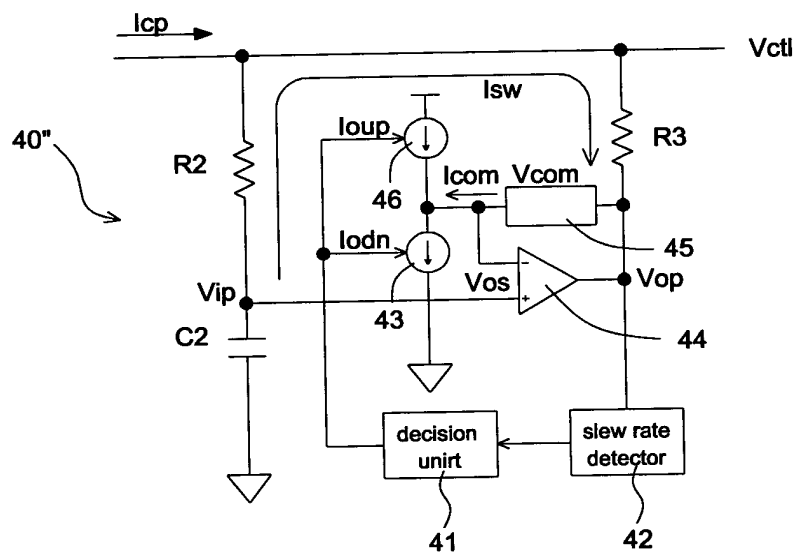 Icp
Vctl
Isw
40"
Ioup
R2
R3
Icom
Vcom
46
Iodn
45
Vip
Vos
Vop
43
44
C2
decision
unirt
slew rate
detector
41
42